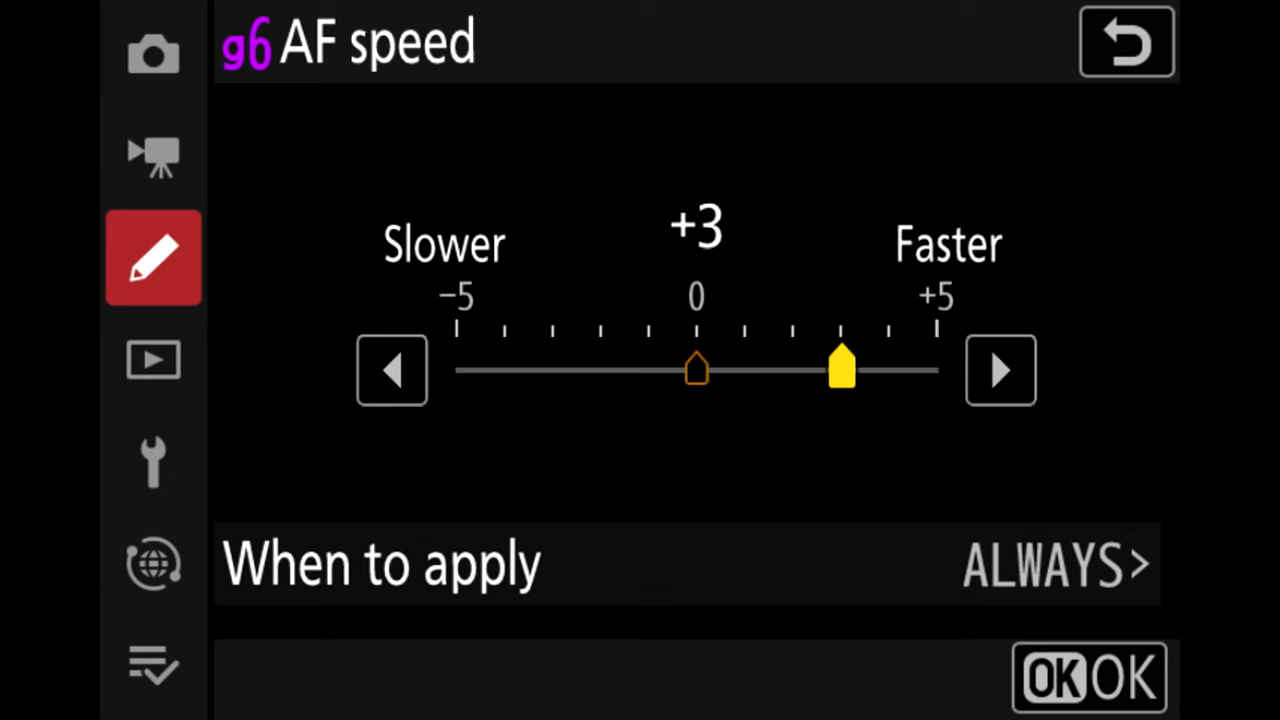 g6 AF speed
+3
Slower Faster
−5 0 +5
When to apply ALWAYS>
OK OK